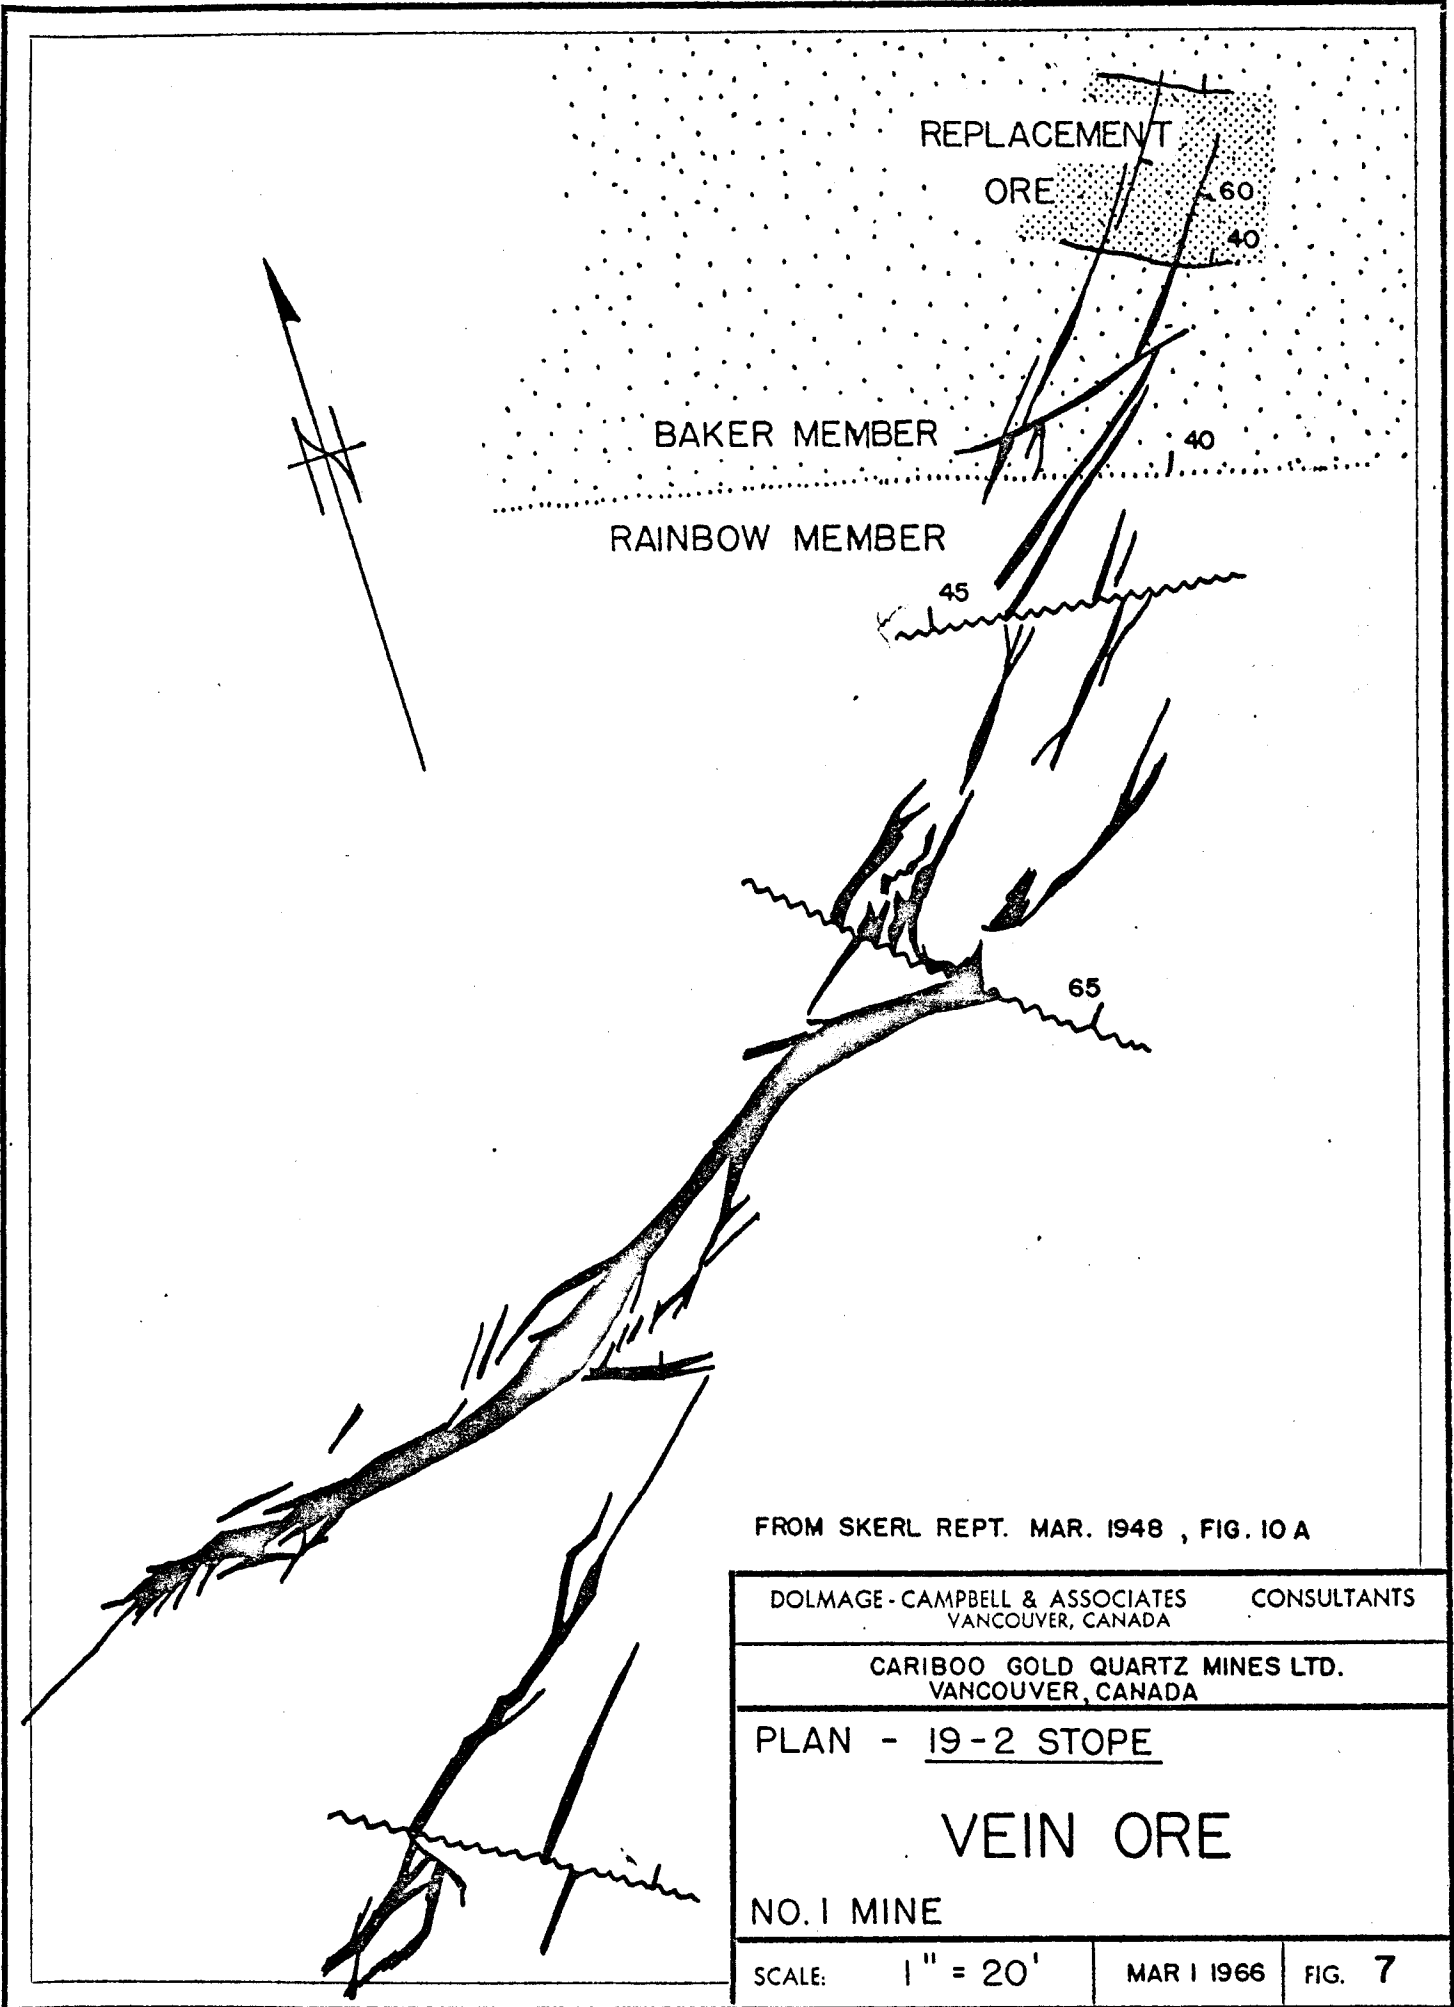 REPLACEMENT
ORE
60
40
BAKER MEMBER
40
RAINBOW MEMBER
45
65
N
FROM SKERL REPT. MAR. 1948 , FIG. 10 A
DOLMAGE - CAMPBELL & ASSOCIATES CONSULTANTS
VANCOUVER, CANADA
CARIBOO GOLD QUARTZ MINES LTD.
VANCOUVER, CANADA
PLAN - 19-2 STOPE
VEIN ORE
NO. 1 MINE
SCALE: 1" = 20' MAR 1 1966 FIG. 7